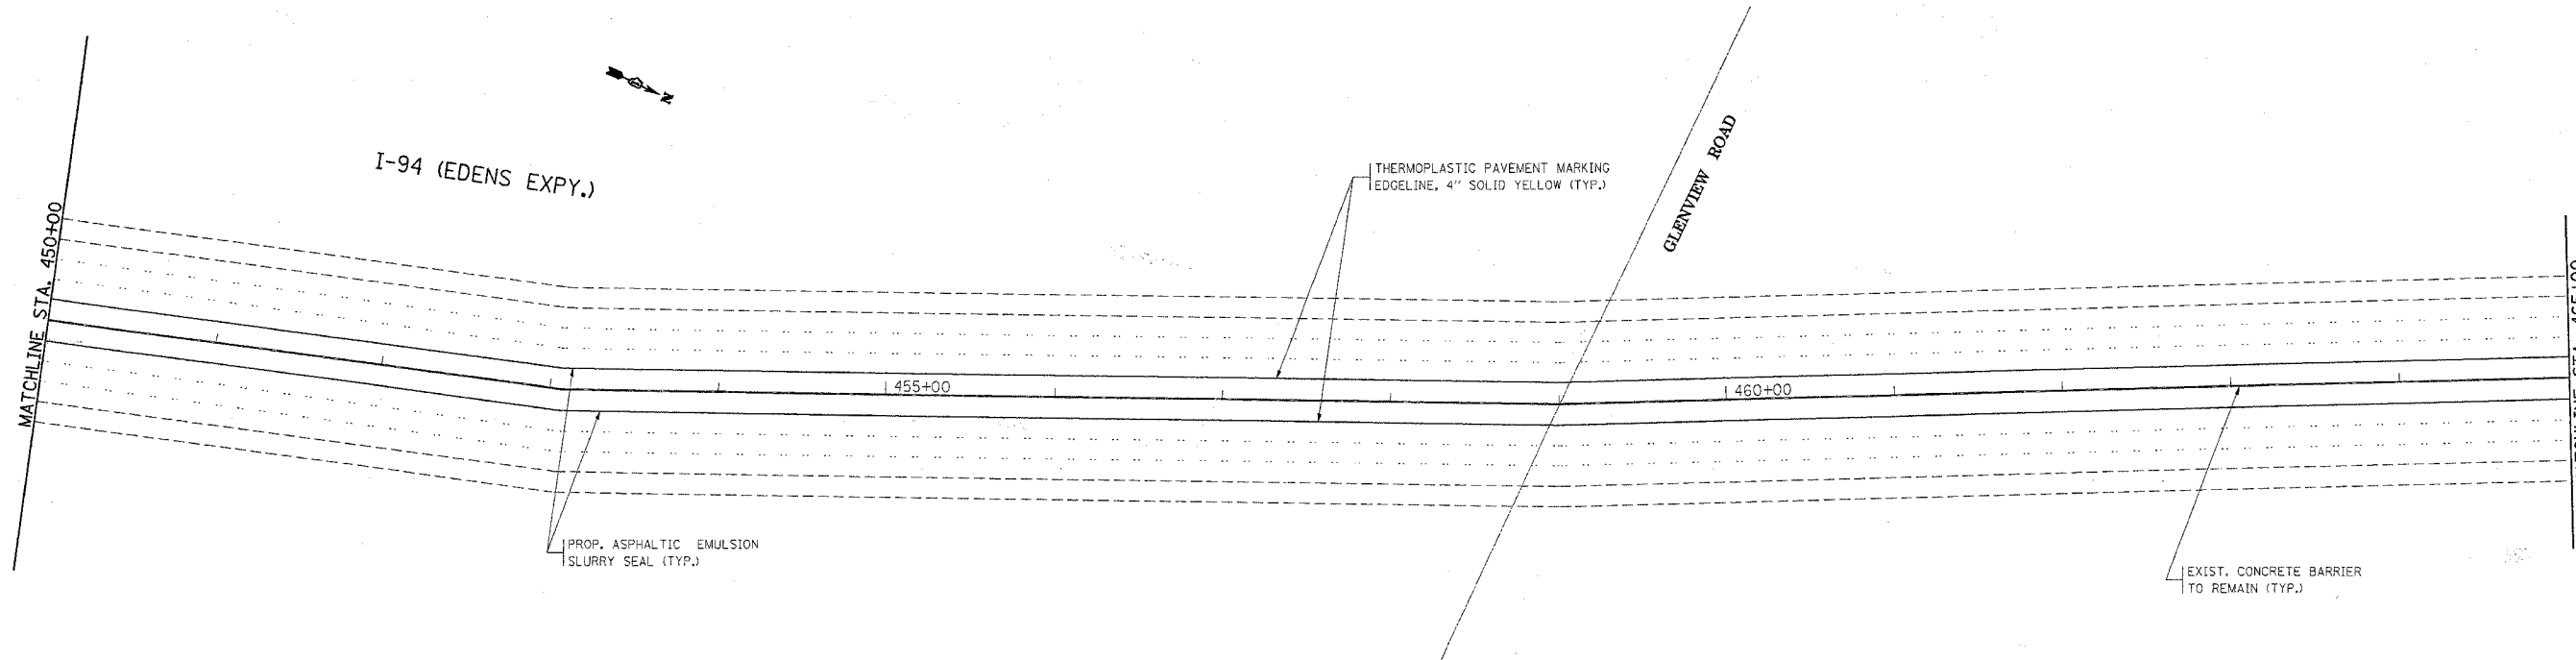 N
I-94 (EDENS EXPY.)
THERMOPLASTIC PAVEMENT MARKING
EDGELINE, 4" SOLID YELLOW (TYP.)
GLENVIEW ROAD
MATCHLINE STA. 450+00
455+00
460+00
PROP. ASPHALTIC EMULSION
SLURRY SEAL (TYP.)
EXIST. CONCRETE BARRIER
TO REMAIN (TYP.)